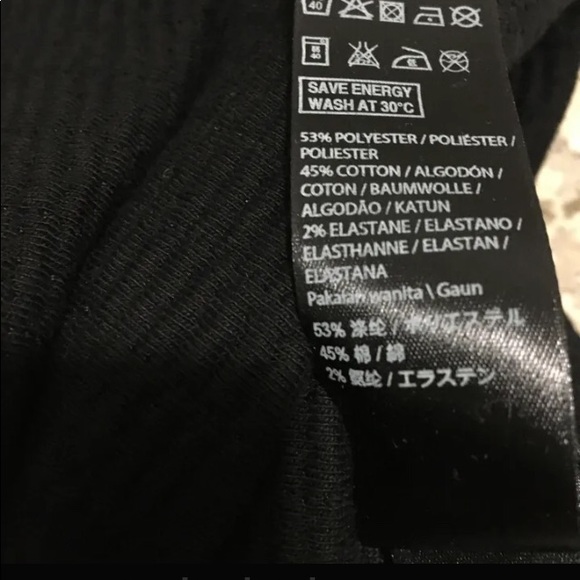 40
40
SAVE ENERGY
WASH AT 30°C
53% POLYESTER / POLIÉSTER /
POLIESTER
45% COTTON / ALGODÓN /
COTON / BAUMWOLLE /
ALGODÃO / KATUN
2% ELASTANE / ELASTANO /
ELASTHANNE / ELASTAN /
ELASTANA
Pakaian wanita \ Gaun
53% 涤纶 / ポリエステル
45% 棉 / 綿
2% 氨纶 / エラステン